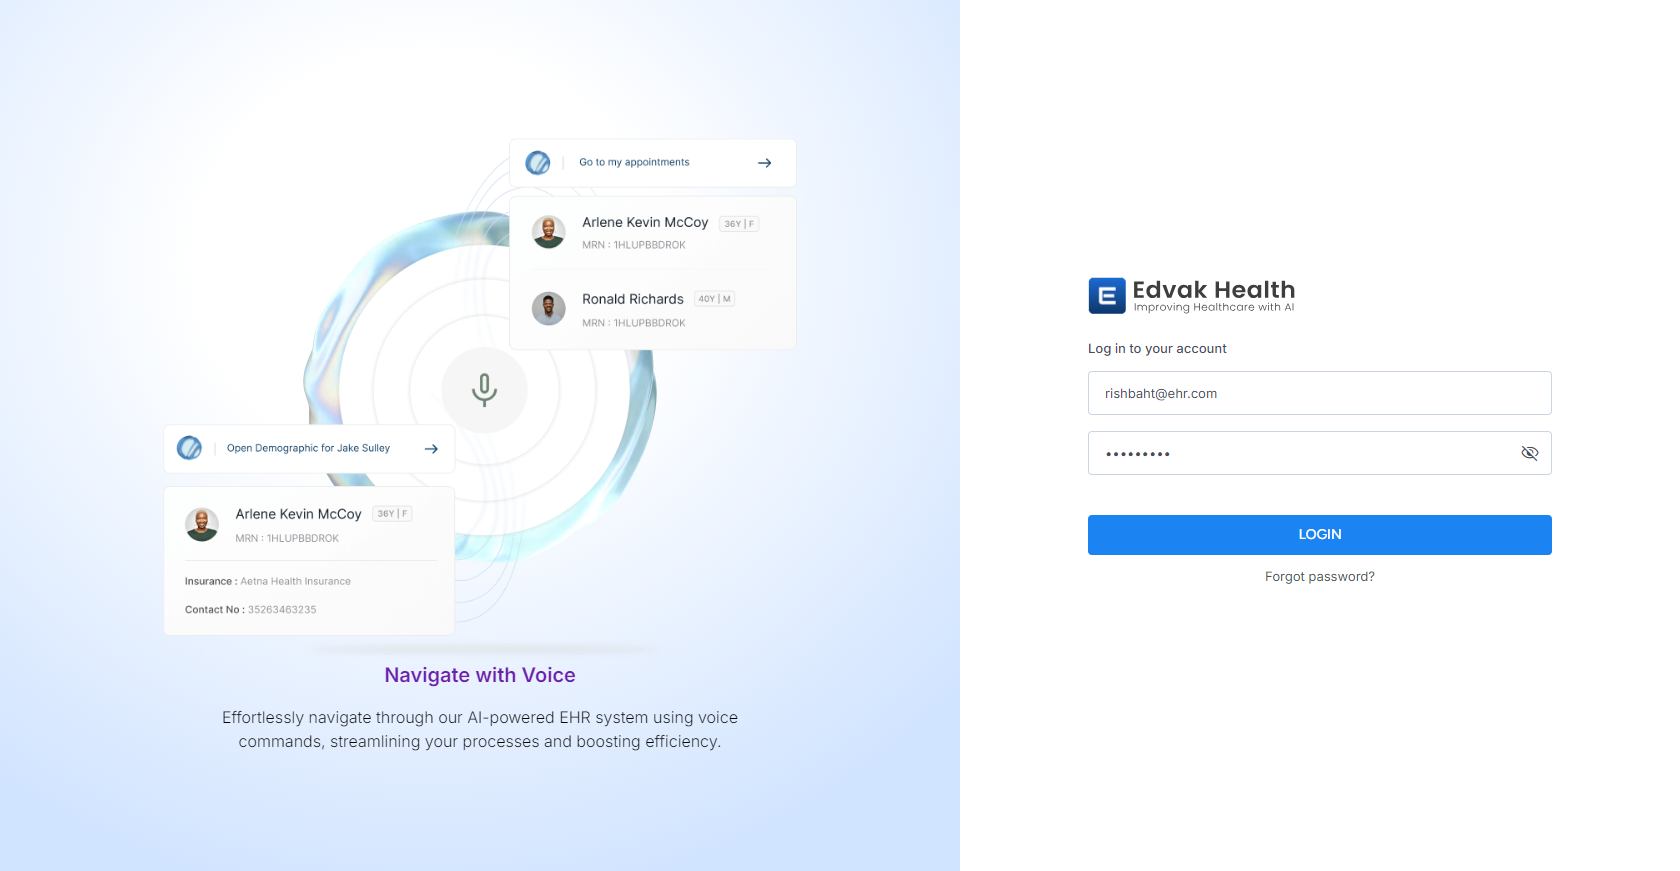 Go to my appointments
Arlene Kevin McCoy 36Y | F
MRN : 1HLUPBBDROK
Ronald Richards 40Y | M
MRN : 1HLUPBBDROK
Open Demographic for Jake Sulley
Arlene Kevin McCoy 36Y | F
MRN : 1HLUPBBDROK
Insurance : Aetna Health Insurance
Contact No : 35263463235
Navigate with Voice
Effortlessly navigate through our AI-powered EHR system using voice
commands, streamlining your processes and boosting efficiency.
E Edvak Health
Improving Healthcare with AI
Log in to your account
rishbaht@ehr.com
•••••••••
LOGIN
Forgot password?